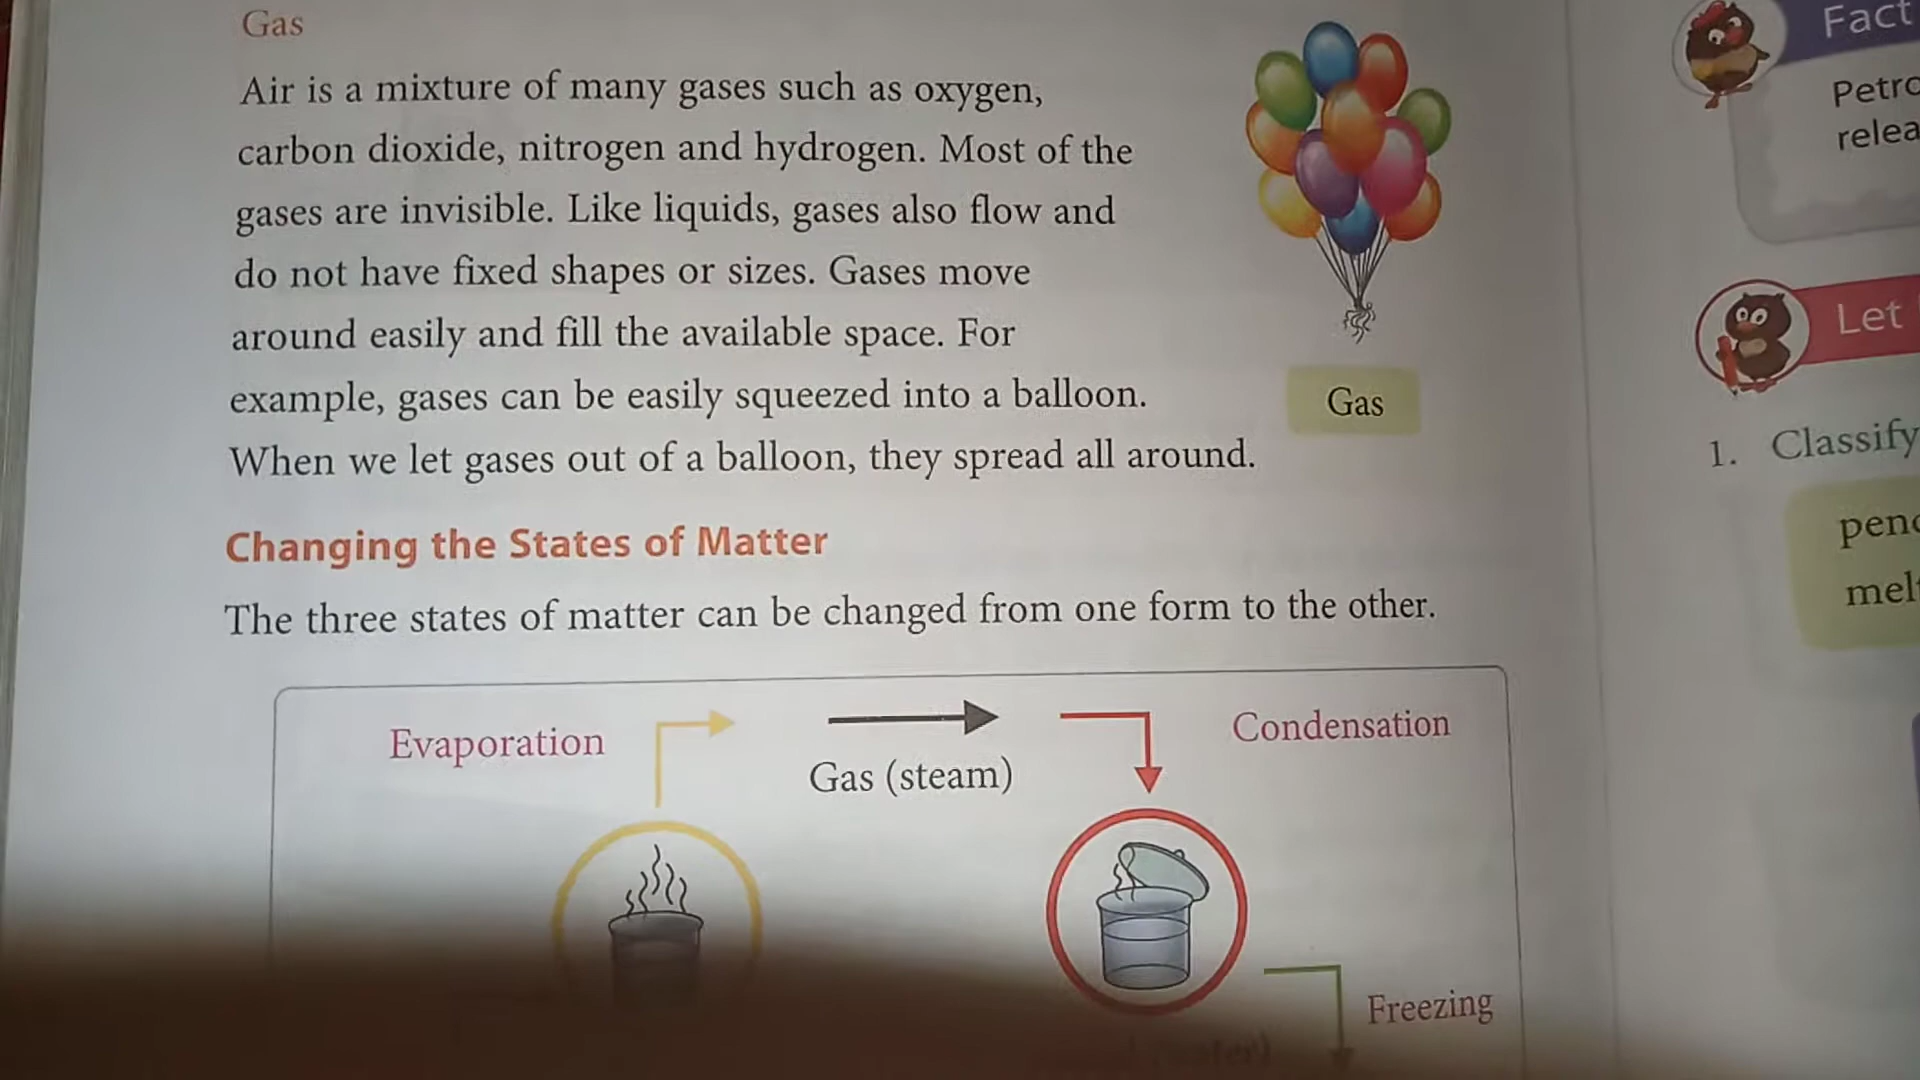 Gas
Air is a mixture of many gases such as oxygen,
carbon dioxide, nitrogen and hydrogen. Most of the
gases are invisible. Like liquids, gases also flow and
do not have fixed shapes or sizes. Gases move
around easily and fill the available space. For
example, gases can be easily squeezed into a balloon.
When we let gases out of a balloon, they spread all around.
Gas
Changing the States of Matter
The three states of matter can be changed from one form to the other.
Evaporation
Gas (steam)
Condensation
Freezing
Fact
Let
1. Classify